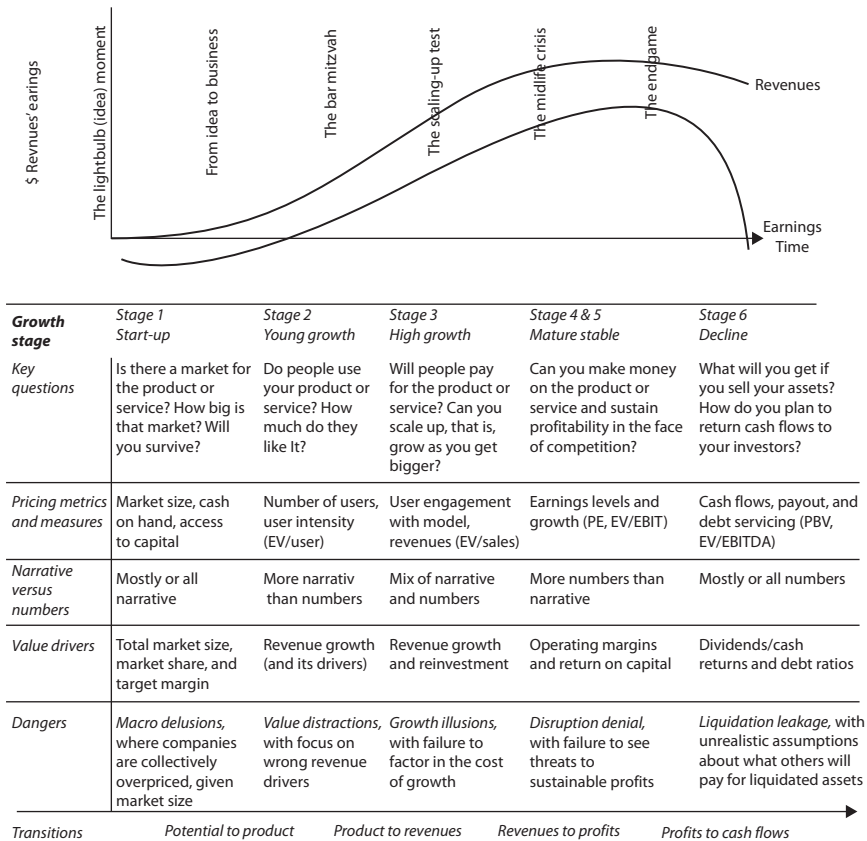 $ Revnues' earings
The lightbulb (idea) moment
From idea to business
The bar mitzvah
The scaling-up test
The midlife crisis
The endgame
Revenues
Earnings
Time
Growth
stage
Stage 1
Start-up
Stage 2
Young growth
Stage 3
High growth
Stage 4 & 5
Mature stable
Stage 6
Decline
Key
questions
Is there a market for
the product or
service? How big is
that market? Will
you survive?
Do people use
your product or
service? How
much do they
like It?
Will people pay
for the product or
service? Can you
scale up, that is,
grow as you get
bigger?
Can you make money
on the product or
service and sustain
profitability in the face
of competition?
What will you get if
you sell your assets?
How do you plan to
return cash flows to
your investors?
Pricing metrics
and measures
Market size, cash
on hand, access
to capital
Number of users,
user intensity
(EV/user)
User engagement
with model,
revenues (EV/sales)
Earnings levels and
growth (PE, EV/EBIT)
Cash flows, payout, and
debt servicing (PBV,
EV/EBITDA)
Narrative
versus
numbers
Mostly or all
narrative
More narrativ
than numbers
Mix of narrative
and numbers
More numbers than
narrative
Mostly or all numbers
Value drivers
Total market size,
market share, and
target margin
Revenue growth
(and its drivers)
Revenue growth
and reinvestment
Operating margins
and return on capital
Dividends/cash
returns and debt ratios
Dangers
Macro delusions,
where companies
are collectively
overpriced, given
market size
Value distractions,
with focus on
wrong revenue
drivers
Growth illusions,
with failure to
factor in the cost
of growth
Disruption denial,
with failure to see
threats to
sustainable profits
Liquidation leakage, with
unrealistic assumptions
about what others will
pay for liquidated assets
Transitions
Potential to product
Product to revenues
Revenues to profits
Profits to cash flows